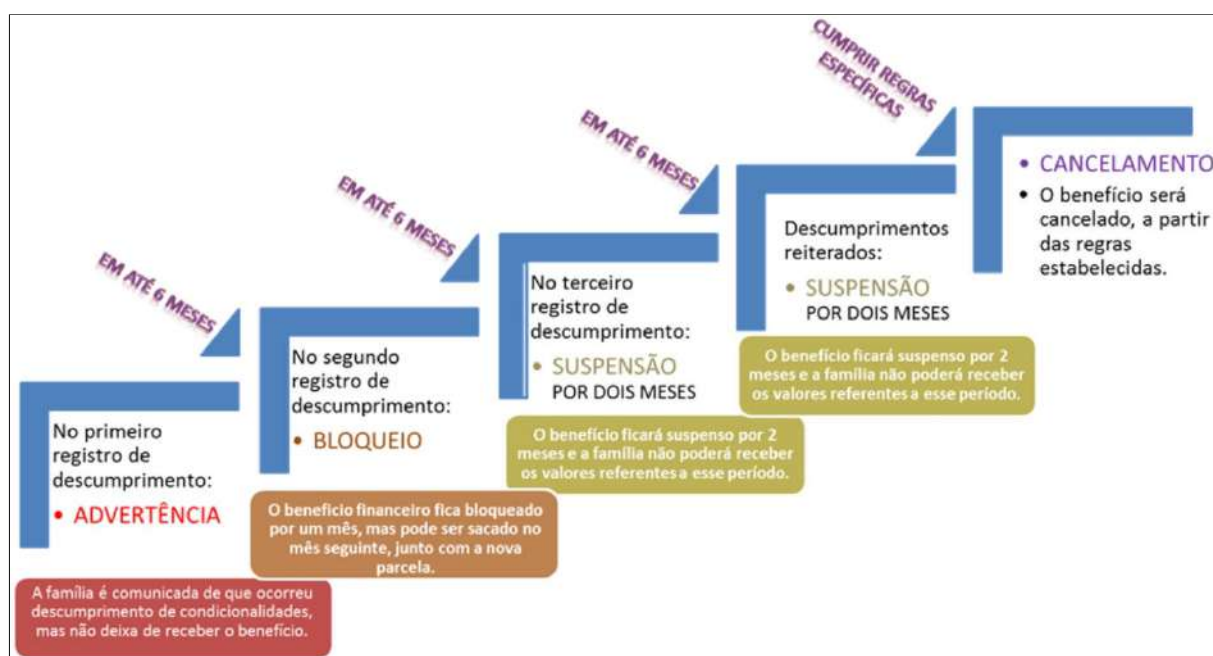 EM ATÉ 6 MESES
No primeiro
registro de
descumprimento:
• ADVERTÊNCIA
A família é comunicada de que ocorreu
descumprimento de condicionalidades,
mas não deixa de receber o benefício.
EM ATÉ 6 MESES
No segundo
registro de
descumprimento:
• BLOQUEIO
O beneficio financeiro fica bloqueado
por um mês, mas pode ser sacado no
mês seguinte, junto com a nova
parcela.
EM ATÉ 6 MESES
No terceiro
registro de
descumprimento:
• SUSPENSÃO
POR DOIS MESES
O benefício ficará suspenso por 2
meses e a família não poderá receber
os valores referentes a esse período.
CUMPRIR REGRAS
ESPECÍFICAS
Descumprimentos
reiterados:
• SUSPENSÃO
POR DOIS MESES
O benefício ficará suspenso por 2
meses e a família não poderá receber
os valores referentes a esse período.
• CANCELAMENTO
• O benefício será
cancelado, a partir
das regras
estabelecidas.